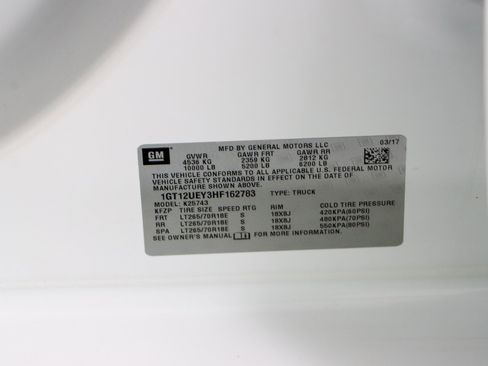 GM
MFD BY GENERAL MOTORS LLC 03/17
GVWR GAWR FRT GAWR RR
4536 KG 2359 KG 2812 KG
10000 LB 5200 LB 6200 LB
THIS VEHICLE CONFORMS TO ALL APPLICABLE U.S. FEDERAL MOTOR
VEHICLE SAFETY STANDARDS IN EFFECT ON THE DATE OF
MANUFACTURE SHOWN ABOVE.
1GT12UEY3HF162783 TYPE: TRUCK
MODEL: K25743
KFZP TIRE SIZE SPEED RTG RIM COLD TIRE PRESSURE
FRT LT265/70R18E S 18X8J 420KPA(60PSI)
RR LT265/70R18E S 18X8J 480KPA(70PSI)
SPA LT265/70R18E S 18X8J 550KPA(80PSI)
SEE OWNER'S MANUAL FOR MORE INFORMATION.